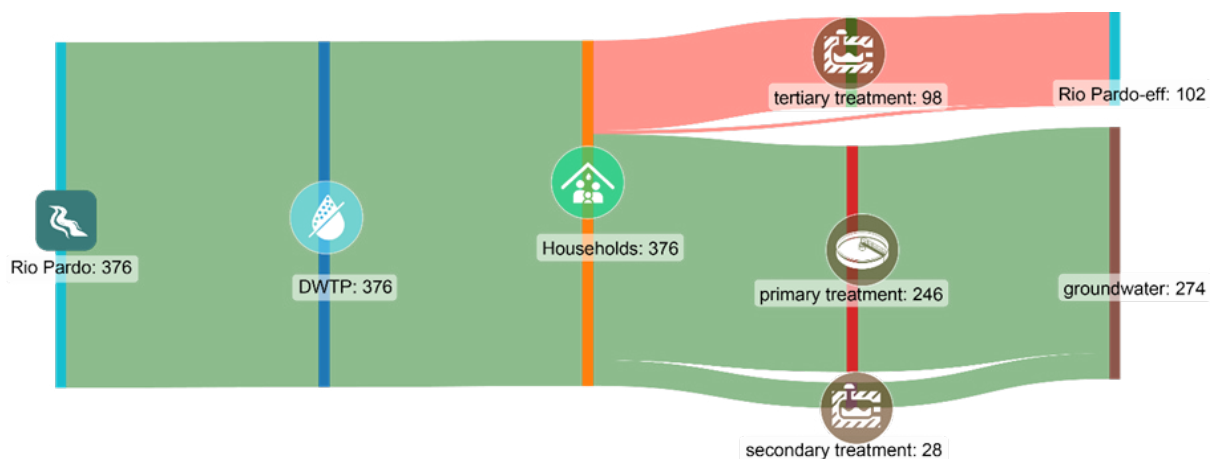 Rio Pardo: 376
DWTP: 376
Households: 376
tertiary treatment: 98
primary treatment: 246
secondary treatment: 28
Rio Pardo-eff: 102
groundwater: 274